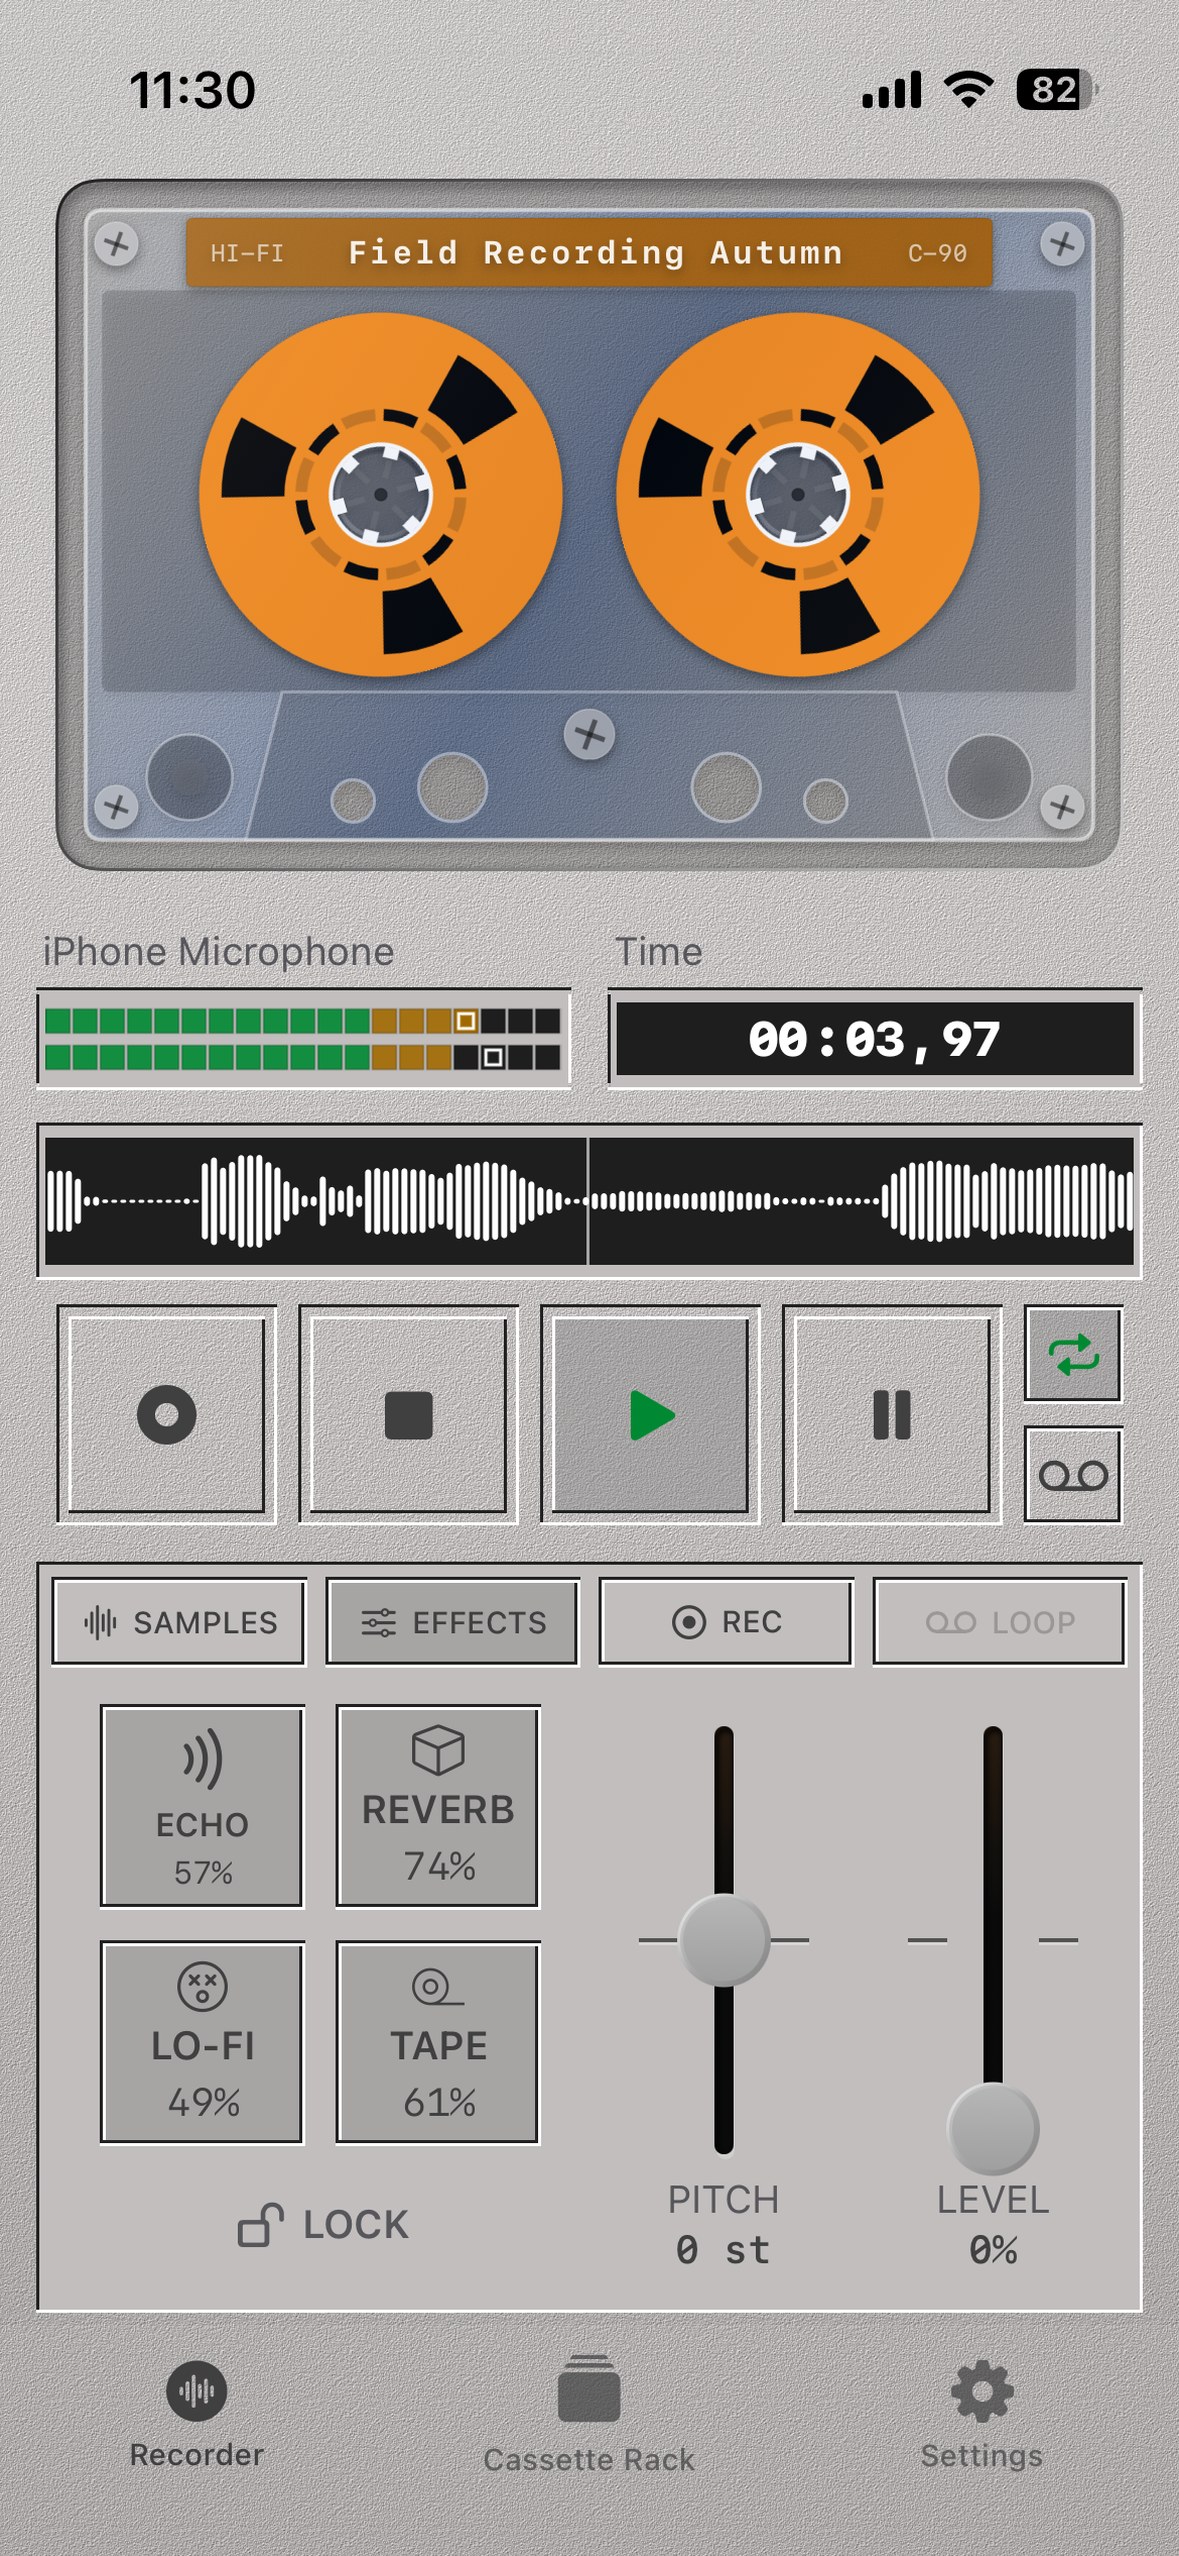 11:30
82
HI-FI Field Recording Autumn C-90
iPhone Microphone
Time
00:03,97
SAMPLES
EFFECTS
REC
LOOP
ECHO
57%
REVERB
74%
LO-FI
49%
TAPE
61%
LOCK
PITCH
0 st
LEVEL
0%
Recorder
Cassette Rack
Settings